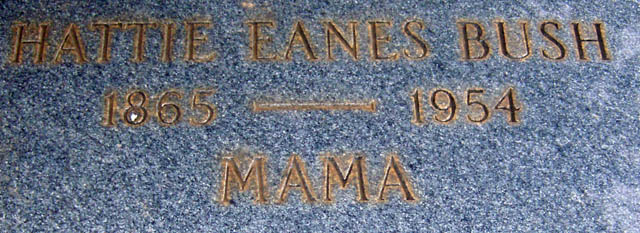 HATTIE EANES BUSH
1865 — 1954
MAMA